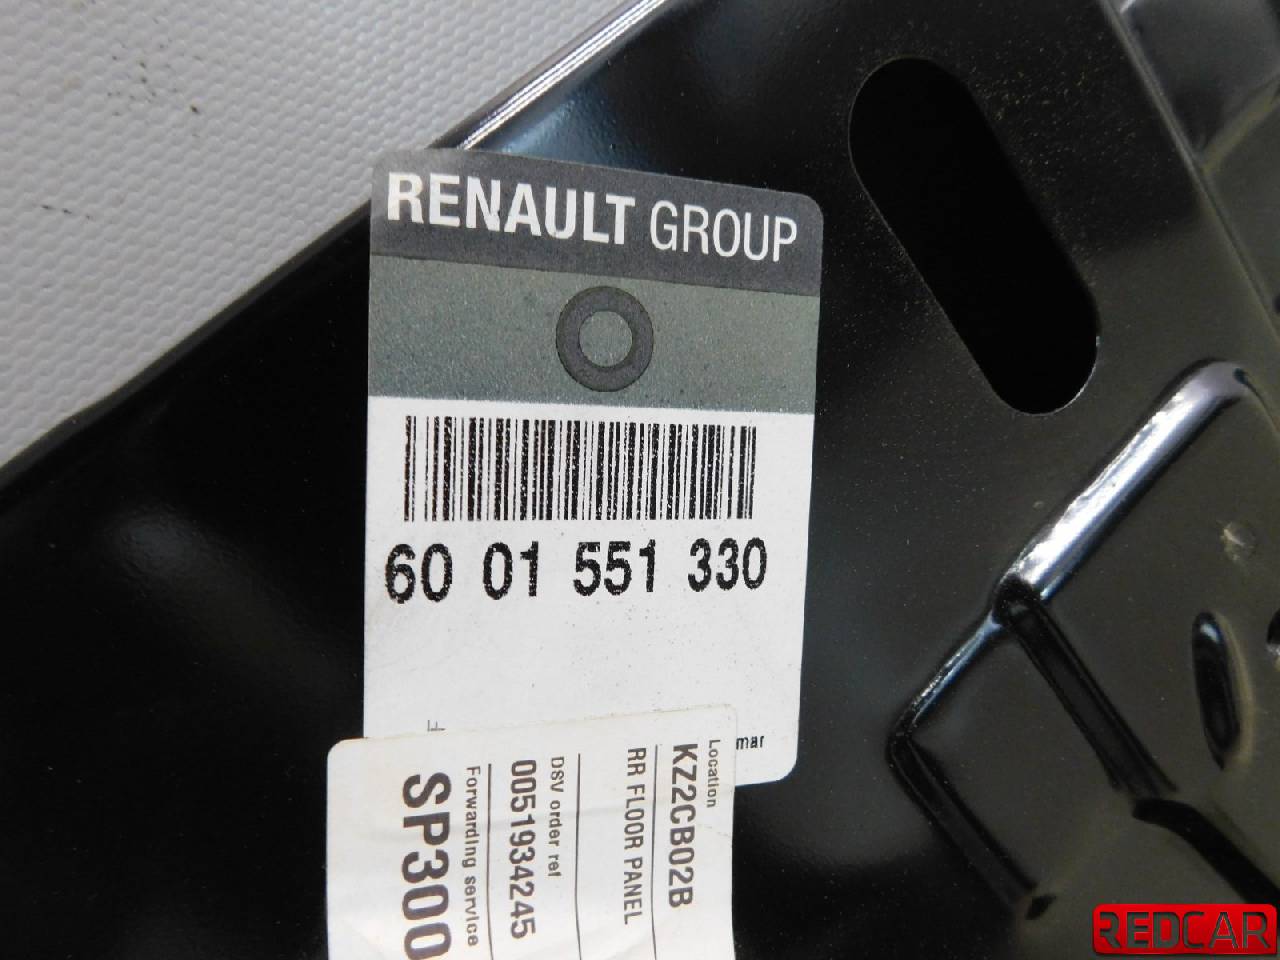 RENAULT GROUP
60 01 551 330
mar
Location
KZ2CB02B
RR FLOOR PANEL
DSV order ref
0051934245
Forwarding service
SP300
REDCAR